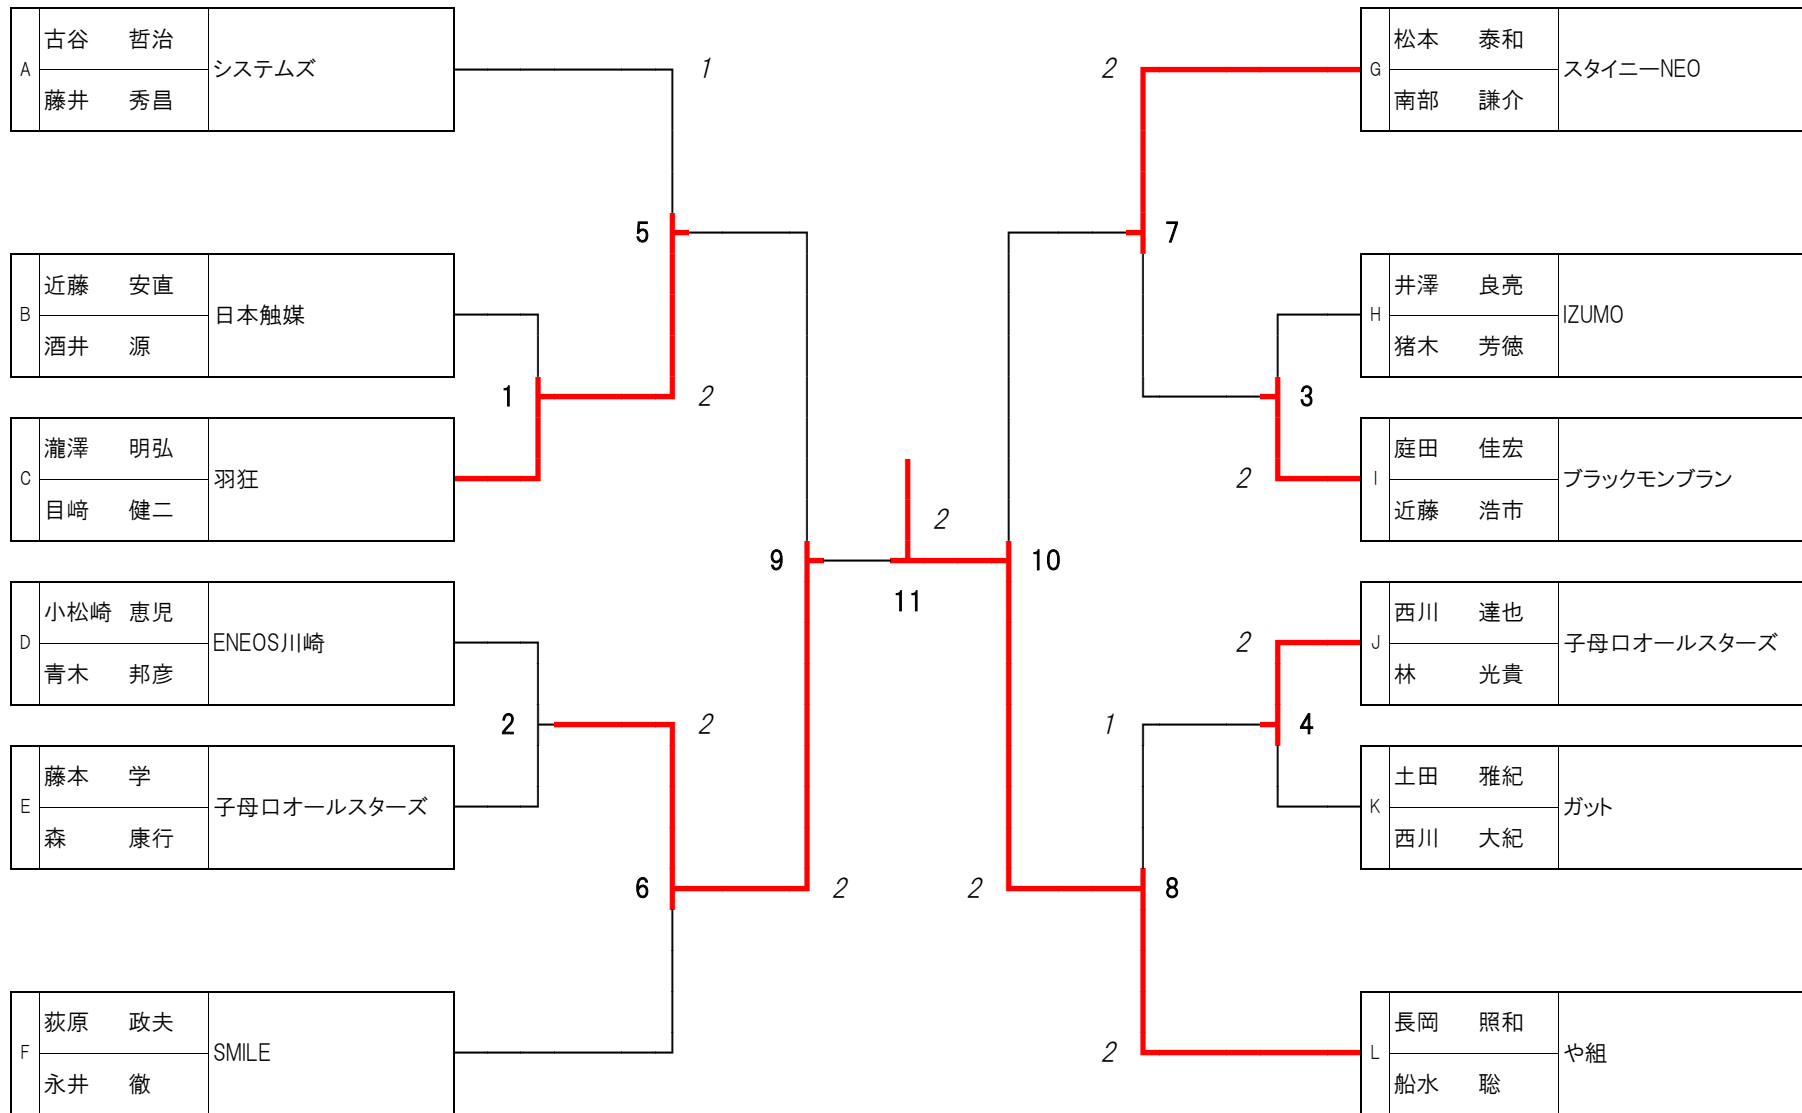 A 古谷 哲治 システムズ
藤井 秀昌
1
B 近藤 安直 日本触媒
酒井 源
5
1
2
C 瀧澤 明弘 羽狂
目﨑 健二
D 小松崎 恵児 ENEOS川崎
青木 邦彦
2
2
E 藤本 学 子母口オールスターズ
森 康行
6
2
F 荻原 政夫 SMILE
永井 徹
9
2
11
10
2
G 松本 泰和 スタイニーNEO
南部 謙介
2
7
H 井澤 良亮 IZUMO
猪木 芳徳
3
I 庭田 佳宏 ブラックモンブラン
近藤 浩市
2
J 西川 達也 子母口オールスターズ
林 光貴
2
1
4
K 土田 雅紀 ガット
西川 大紀
8
L 長岡 照和 や組
船水 聡
2